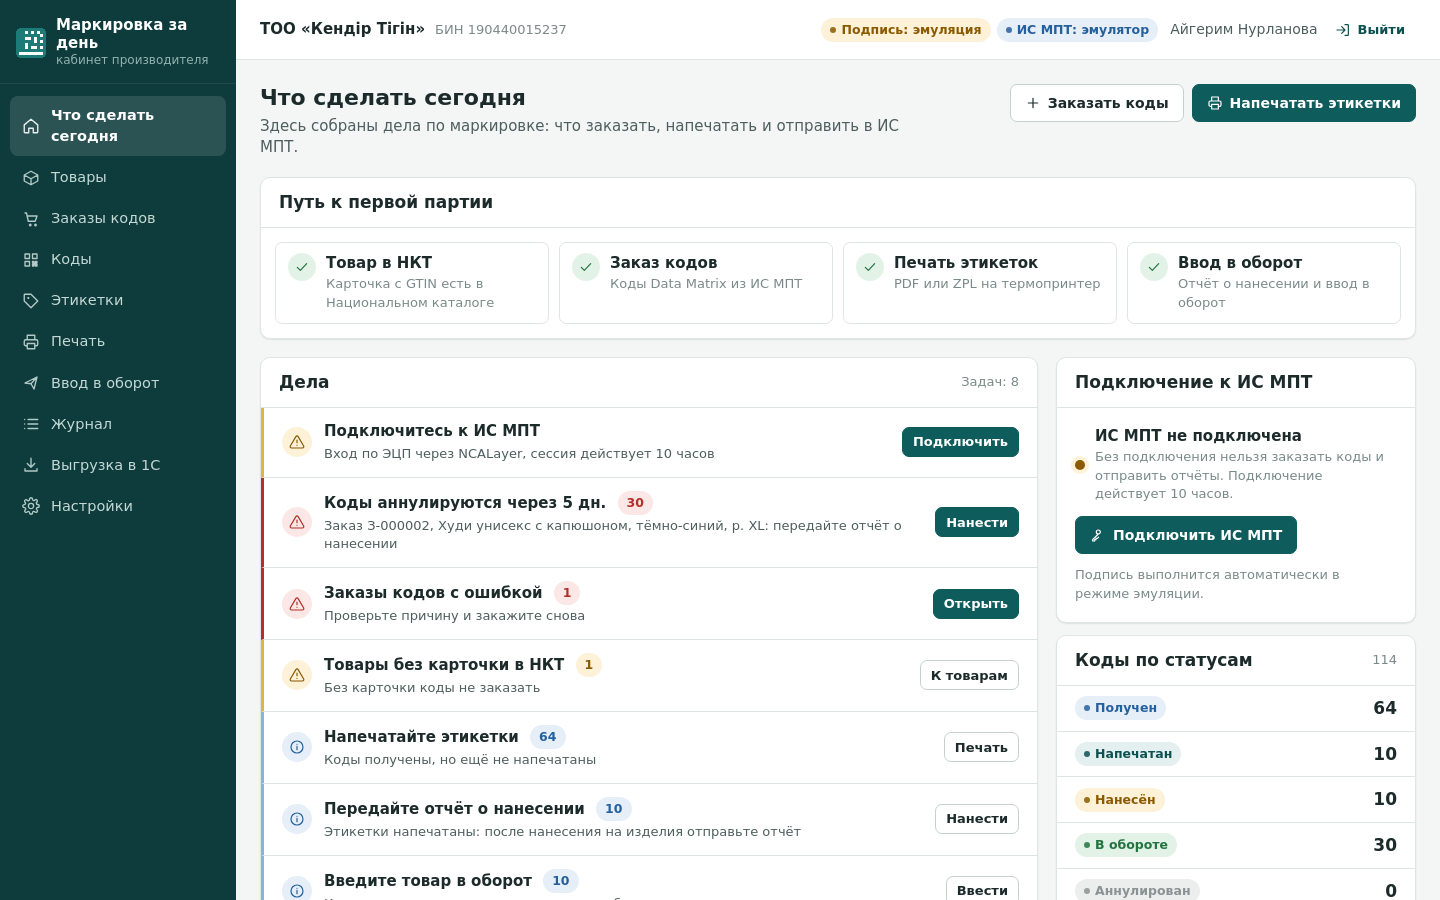 Маркировка за
день
кабинет производителя
Что сделать
сегодня
Товары
Заказы кодов
Коды
Этикетки
Печать
Ввод в оборот
Журнал
Выгрузка в 1С
Настройки
ТОО «Кендір Тігін» БИН 190440015237
Подпись: эмуляция
ИС МПТ: эмулятор
Айгерим Нурланова
Выйти
Что сделать сегодня
Здесь собраны дела по маркировке: что заказать, напечатать и отправить в ИС
МПТ.
Заказать коды
Напечатать этикетки
Путь к первой партии
Товар в НКТ
Карточка с GTIN есть в
Национальном каталоге
Заказ кодов
Коды Data Matrix из ИС МПТ
Печать этикеток
PDF или ZPL на термопринтер
Ввод в оборот
Отчёт о нанесении и ввод в
оборот
Дела
Задач: 8
Подключитесь к ИС МПТ
Вход по ЭЦП через NCALayer, сессия действует 10 часов
Подключить
Коды аннулируются через 5 дн. 30
Заказ З-000002, Худи унисекс с капюшоном, тёмно-синий, р. XL: передайте отчёт о
нанесении
Нанести
Заказы кодов с ошибкой 1
Проверьте причину и закажите снова
Открыть
Товары без карточки в НКТ 1
Без карточки коды не заказать
К товарам
Напечатайте этикетки 64
Коды получены, но ещё не напечатаны
Печать
Передайте отчёт о нанесении 10
Этикетки напечатаны: после нанесения на изделия отправьте отчёт
Нанести
Введите товар в оборот 10
Ввести
Подключение к ИС МПТ
ИС МПТ не подключена
Без подключения нельзя заказать коды и
отправить отчёты. Подключение
действует 10 часов.
Подключить ИС МПТ
Подпись выполнится автоматически в
режиме эмуляции.
Коды по статусам
114
Получен 64
Напечатан 10
Нанесён 10
В обороте 30
Аннулирован 0